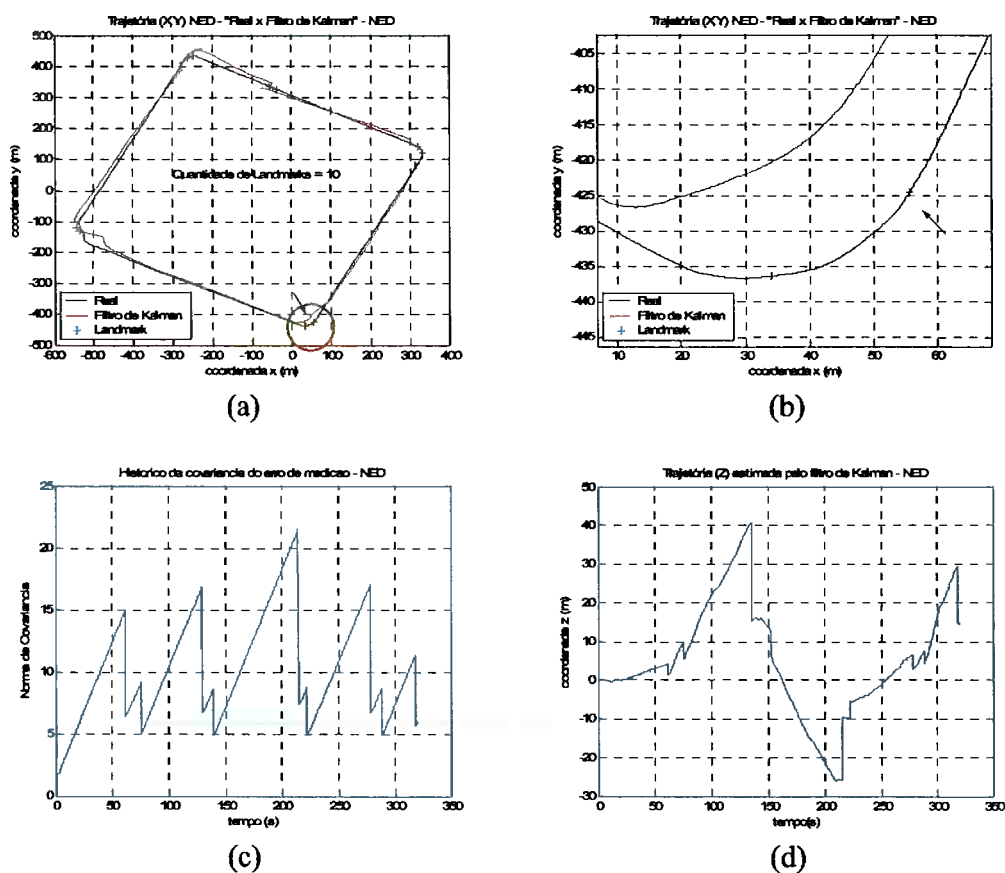 Trajetória (XY) NED - "Real x Filtro de Kalman" - NED
500
400
300
200
100
0
-100
-200
-300
-400
-500
coordenada y (m)
Quantidade de Landmarks = 10
Real
Filtro de Kalman
Landmark
-600 -500 -400 -300 -200 -100 0 100 200 300 400
coordenada x (m)
(a)
Trajetória (XY) NED - "Real x Filtro de Kalman" - NED
-405
-410
-415
-420
-425
-430
-435
-440
-445
coordenada y (m)
Real
Filtro de Kalman
Landmark
10 20 30 40 50 60
coordenada x (m)
(b)
Historico da covariancia do erro de medicao - NED
25
20
15
10
5
0
Norma da Covariancia
0 50 100 150 200 250 300 350
tempo (s)
(c)
Trajetória (Z) estimada pelo filtro de Kalman - NED
50
40
30
20
10
0
-10
-20
-30
coordenada z (m)
0 50 100 150 200 250 300 350
tempo(s)
(d)